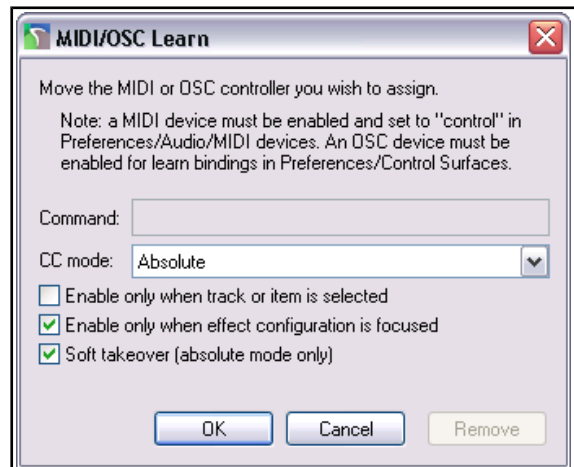 MIDI/OSC Learn
Move the MIDI or OSC controller you wish to assign.
Note: a MIDI device must be enabled and set to "control" in
Preferences/Audio/MIDI devices. An OSC device must be
enabled for learn bindings in Preferences/Control Surfaces.
Command:
CC mode: Absolute
Enable only when track or item is selected
Enable only when effect configuration is focused
Soft takeover (absolute mode only)
OK Cancel Remove